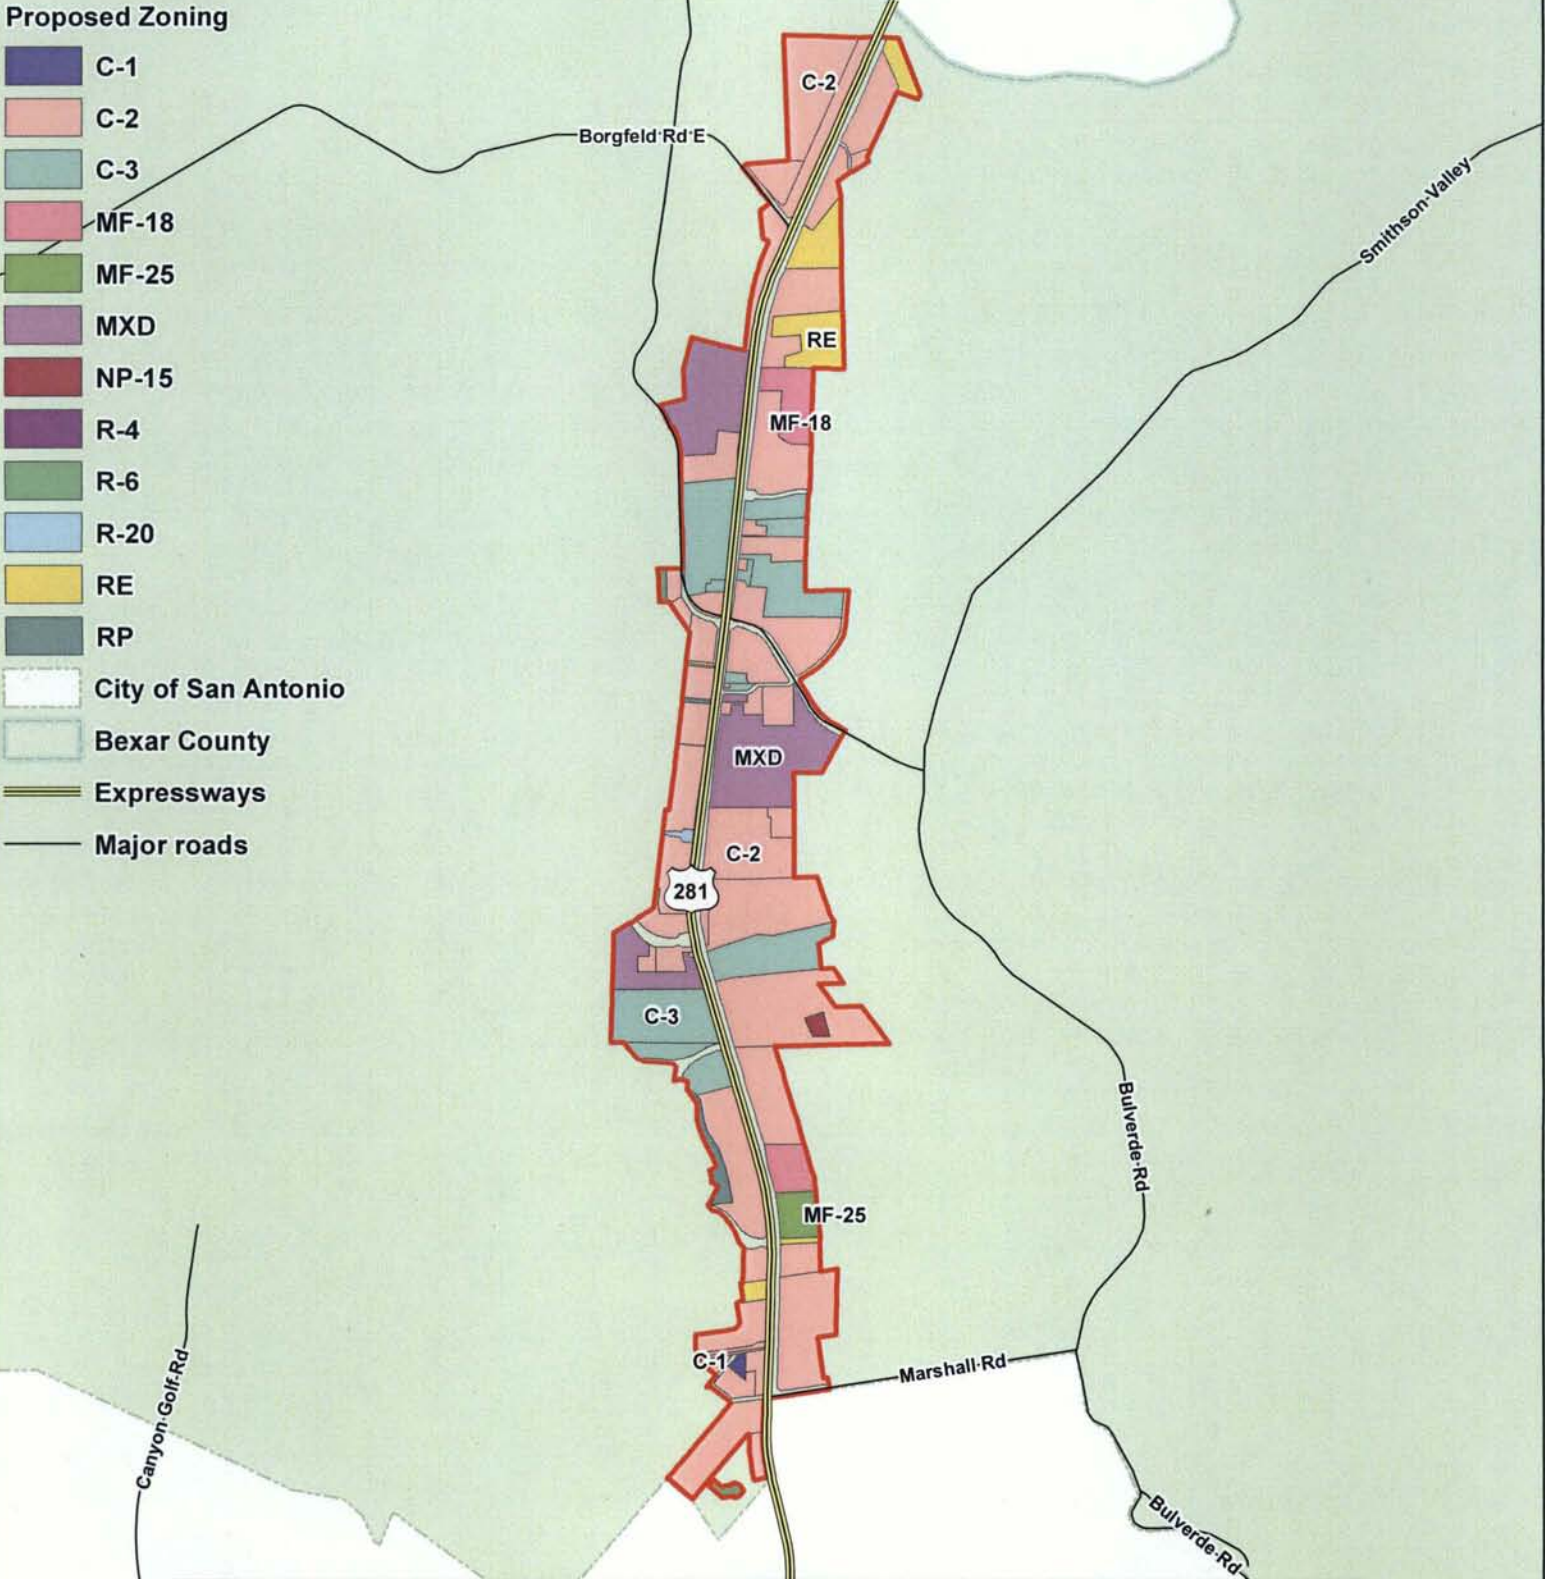 Proposed Zoning
C-1
C-2
C-3
MF-18
MF-25
MXD
NP-15
R-4
R-6
R-20
RE
RP
City of San Antonio
Bexar County
Expressways
Major roads
C-2
Borgfeld Rd E
Smithson-Valley
RE
MF-18
MXD
C-2
281
C-3
Bulverde-Rd
MF-25
C-1
Marshall-Rd
Canyon-Golf-Rd
Bulverde-Rd